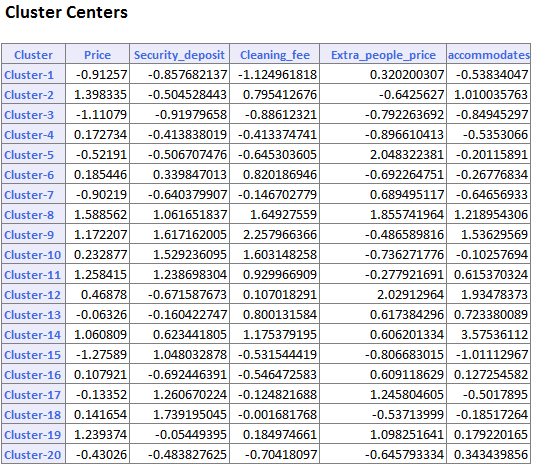 Cluster Centers
Cluster Price Security_deposit Cleaning_fee Extra_people_price accommodates
Cluster-1 -0.91257 -0.857682137 -1.124961818 0.320200307 -0.53834047
Cluster-2 1.398335 -0.504528443 0.795412676 -0.6425627 1.010035763
Cluster-3 -1.11079 -0.91979658 -0.88612321 -0.792263692 -0.84945297
Cluster-4 0.172734 -0.413838019 -0.413374741 -0.896610413 -0.5353066
Cluster-5 -0.52191 -0.506707476 -0.645303605 2.048322381 -0.20115891
Cluster-6 0.185446 0.339847013 0.820186946 -0.692264751 -0.26776834
Cluster-7 -0.90219 -0.640379907 -0.146702779 0.689495117 -0.64656933
Cluster-8 1.588562 1.061651837 1.64927559 1.855741964 1.218954306
Cluster-9 1.172207 1.617162005 2.257966366 -0.486589816 1.53629569
Cluster-10 0.232877 1.529236095 1.603148258 -0.736271776 -0.10257694
Cluster-11 1.258415 1.238698304 0.929966909 -0.277921691 0.615370324
Cluster-12 0.46878 -0.671587673 0.107018291 2.02912964 1.93478373
Cluster-13 -0.06326 -0.160422747 0.800131584 0.617384296 0.723380089
Cluster-14 1.060809 0.623441805 1.175379195 0.606201334 3.57536112
Cluster-15 -1.27589 1.048032878 -0.531544419 -0.806683015 -1.01112967
Cluster-16 0.107921 -0.692446391 -0.546472583 0.609118629 0.127254582
Cluster-17 -0.13352 1.260670224 -0.124821688 1.245804605 -0.5017895
Cluster-18 0.141654 1.739195045 -0.001681768 -0.53713999 -0.18517264
Cluster-19 1.239374 -0.05449395 0.184974661 1.098251641 0.179220165
Cluster-20 -0.43026 -0.483827625 -0.70418097 -0.645793334 0.343439856